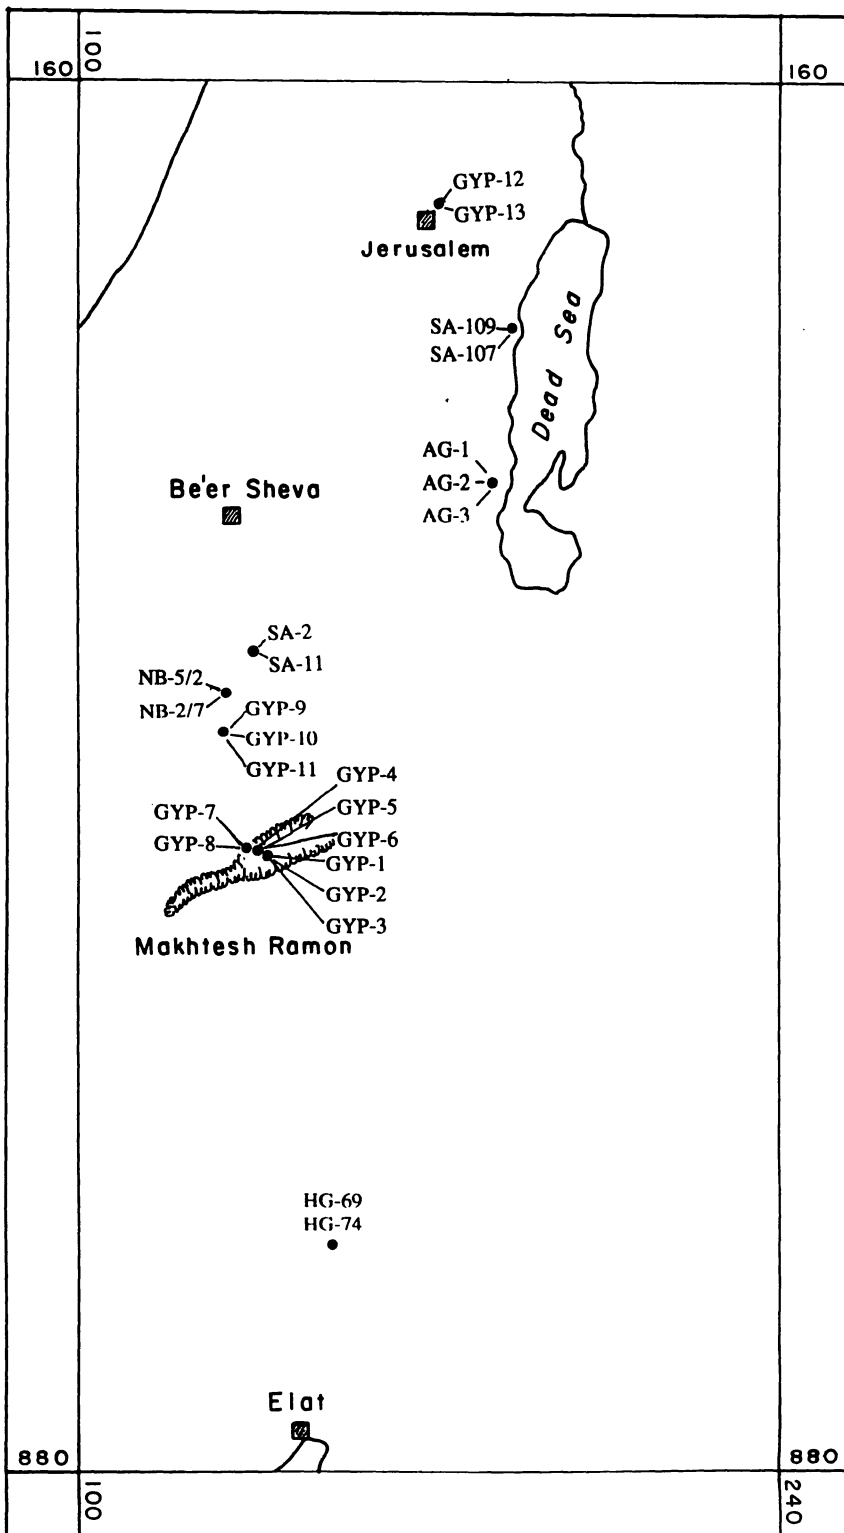 100
160
160
GYP-12
GYP-13
Jerusalem
SA-109
SA-107
Dead Sea
AG-1
AG-2
AG-3
Be'er Sheva
SA-2
SA-11
NB-5/2
NB-2/7
GYP-9
GYP-10
GYP-11
GYP-4
GYP-7
GYP-5
GYP-8
GYP-6
GYP-1
GYP-2
GYP-3
Makhtesh Ramon
HG-69
HG-74
Elat
880
880
100
240